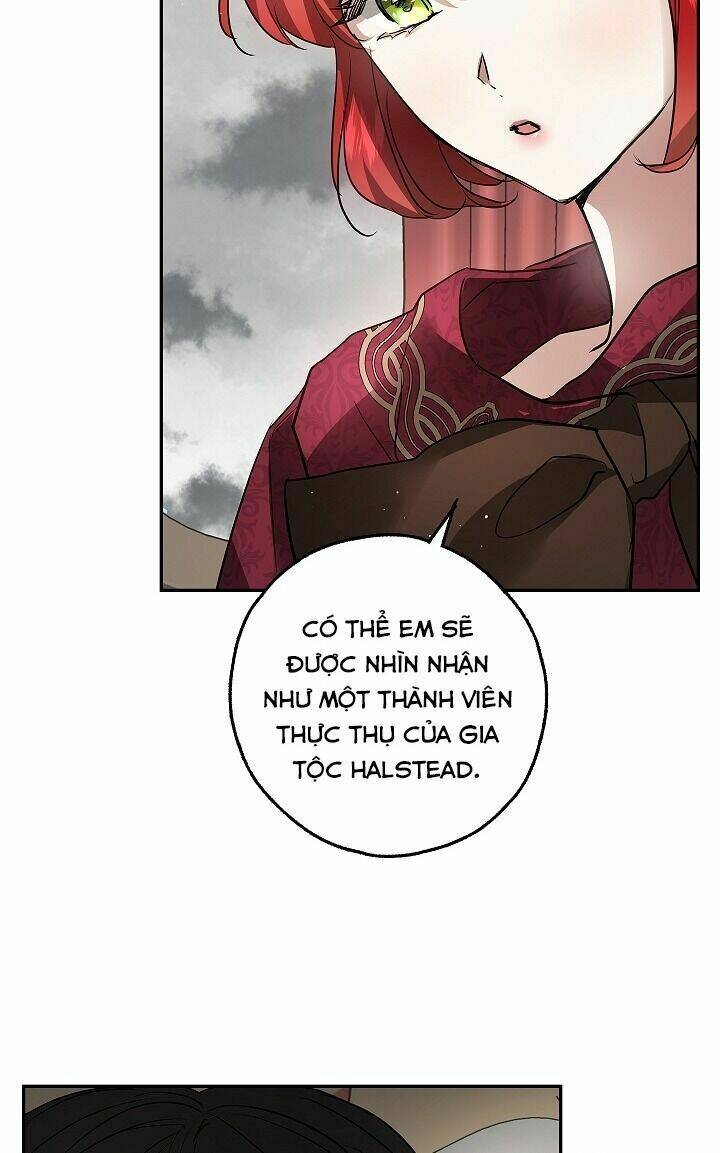 CÓ THỂ EM SẼ
ĐƯỢC NHÌN NHẬN
NHƯ MỘT THÀNH VIÊN
THỰC THỤ CỦA GIA
TỘC HALSTEAD.